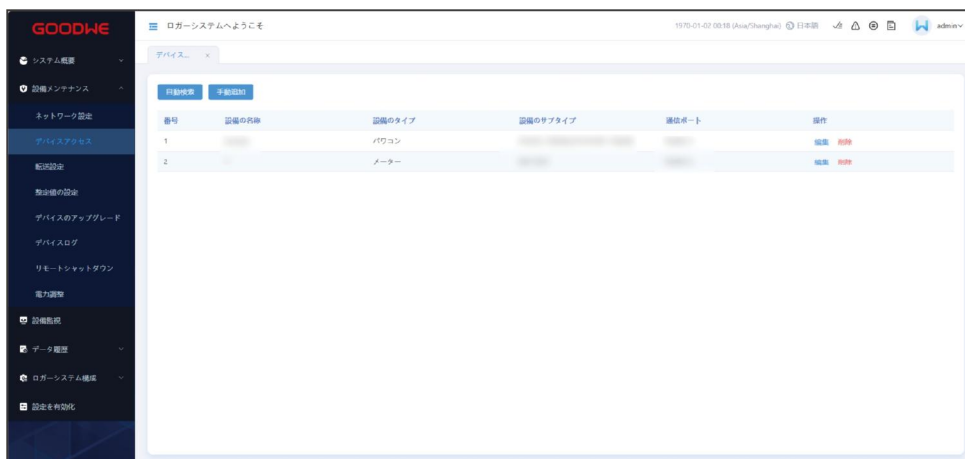 GOODWE
ロガーシステムへようこそ
1970-01-02 00:18 (Asia/Shanghai) 日本語 admin
システム概要
設備メンテナンス
ネットワーク設定
デバイスアクセス
転送設定
整定値の設定
デバイスのアップグレード
デバイスログ
リモートシャットダウン
電力調整
設備監視
データ履歴
ロガーシステム構成
設定を有効化
デバイス... ×
自動検索 手動追加
番号 設備の名称 設備のタイプ 設備のサブタイプ 通信ポート 操作
1 パワコン 編集 削除
2 メーター 編集 削除